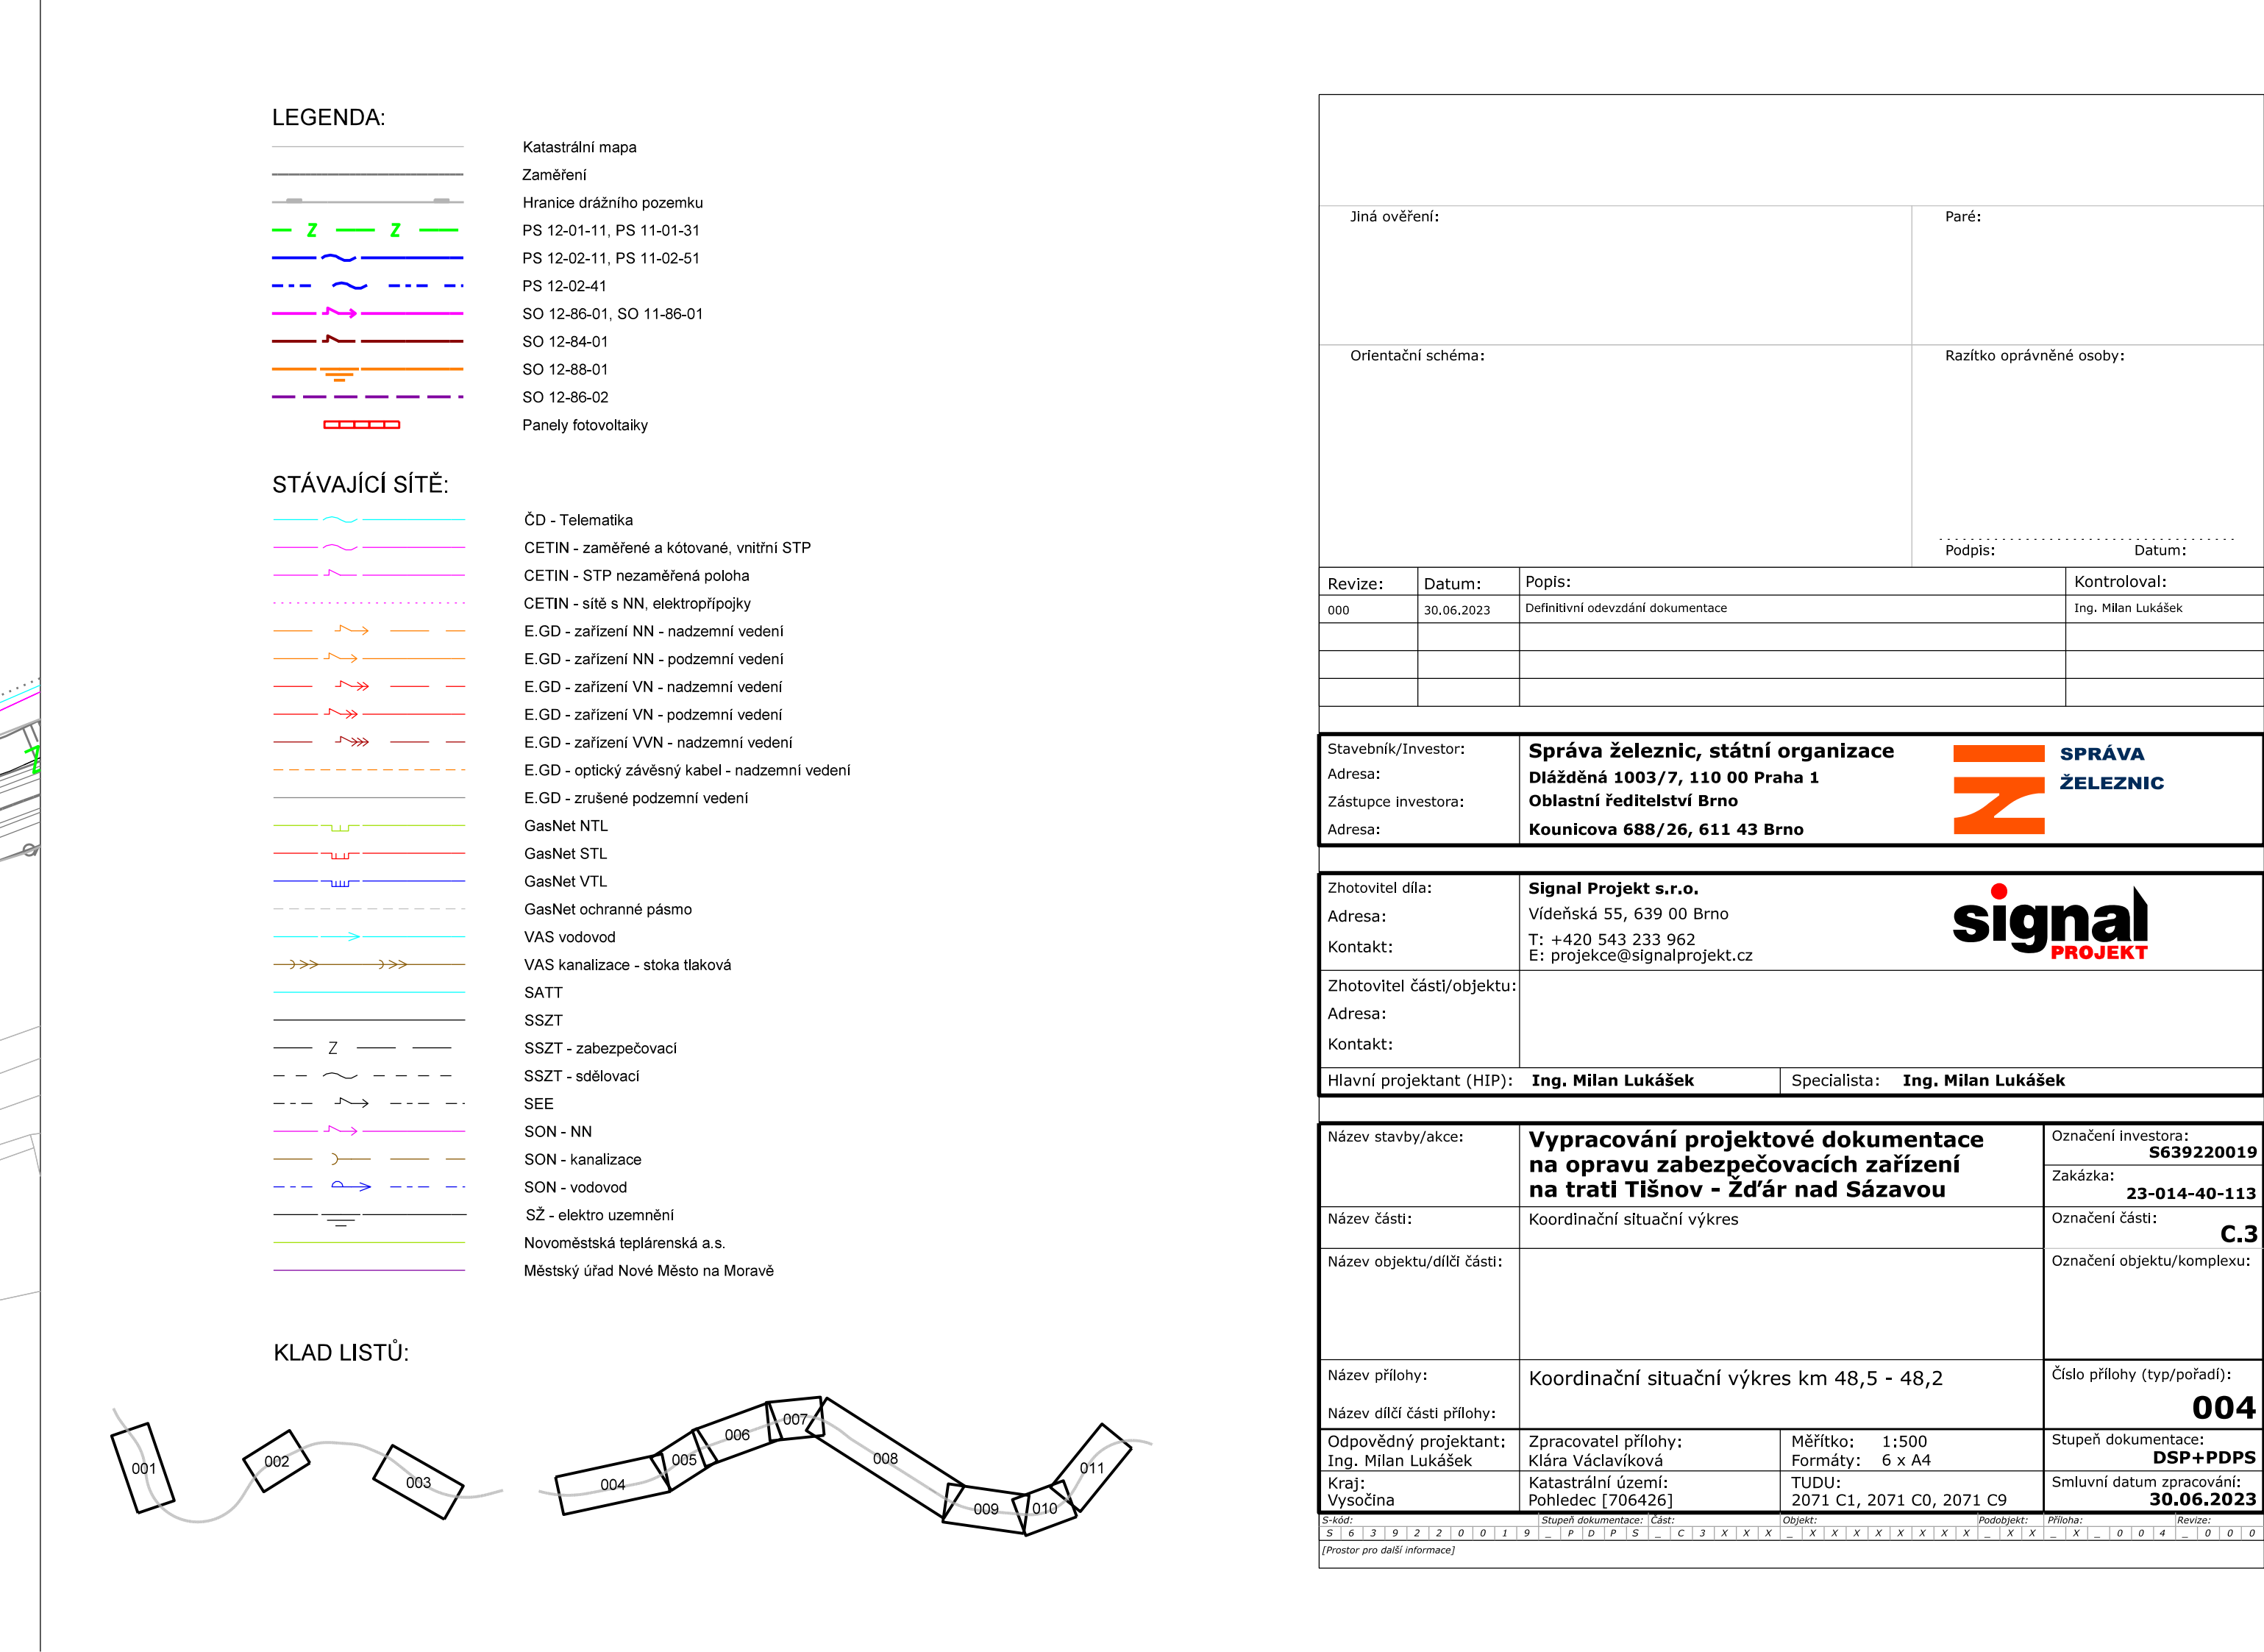 LEGENDA:
Katastrální mapa
Zaměření
Hranice drážního pozemku
Z Z PS 12-01-11, PS 11-01-31
PS 12-02-11, PS 11-02-51
PS 12-02-41
SO 12-86-01, SO 11-86-01
SO 12-84-01
SO 12-88-01
SO 12-86-02
Panely fotovoltaiky
STÁVAJÍCÍ SÍTĚ:
ČD - Telematika
CETIN - zaměřené a kótované, vnitřní STP
CETIN - STP nezaměřená poloha
CETIN - sítě s NN, elektropřípojky
E.GD - zařízení NN - nadzemní vedení
E.GD - zařízení NN - podzemní vedení
E.GD - zařízení VN - nadzemní vedení
E.GD - zařízení VN - podzemní vedení
E.GD - zařízení VVN - nadzemní vedení
E.GD - optický závěsný kabel - nadzemní vedení
E.GD - zrušené podzemní vedení
GasNet NTL
GasNet STL
GasNet VTL
GasNet ochranné pásmo
VAS vodovod
VAS kanalizace - stoka tlaková
SATT
SSZT
Z SSZT - zabezpečovací
SSZT - sdělovací
SEE
SON - NN
SON - kanalizace
SON - vodovod
SŽ - elektro uzemnění
Novoměstská teplárenská a.s.
Městský úřad Nové Město na Moravě
KLAD LISTŮ:
001
002
003
004
005
006
007
008
009
010
011
Z
Jiná ověření:
Paré:
Orientační schéma:
Razítko oprávněné osoby:
Podpis: Datum:
Revize: Datum: Popis: Kontroloval:
000 30.06.2023 Definitivní odevzdání dokumentace Ing. Milan Lukášek
Stavebník/Investor: Správa železnic, státní organizace
Adresa: Dlážděná 1003/7, 110 00 Praha 1
Zástupce investora: Oblastní ředitelství Brno
Adresa: Kounicova 688/26, 611 43 Brno
SPRÁVA
ŽELEZNIC
Zhotovitel díla: Signal Projekt s.r.o.
Adresa: Vídeňská 55, 639 00 Brno
Kontakt: T: +420 543 233 962
E: projekce@signalprojekt.cz
signal
PROJEKT
Zhotovitel části/objektu:
Adresa:
Kontakt:
Hlavní projektant (HIP): Ing. Milan Lukášek Specialista: Ing. Milan Lukášek
Název stavby/akce: Vypracování projektové dokumentace
na opravu zabezpečovacích zařízení
na trati Tišnov - Žďár nad Sázavou
Označení investora:
S639220019
Zakázka:
23-014-40-113
Název části: Koordinační situační výkres
Označení části:
C.3
Název objektu/dílči části:
Označení objektu/komplexu:
Název přílohy: Koordinační situační výkres km 48,5 - 48,2
Název dílčí části přílohy:
Číslo přílohy (typ/pořadí):
004
Odpovědný projektant: Zpracovatel přílohy: Měřítko: 1:500
Ing. Milan Lukášek Klára Václavíková Formáty: 6 x A4
Stupeň dokumentace:
DSP+PDPS
Kraj: Katastrální území: TUDU:
Vysočina Pohledec [706426] 2071 C1, 2071 C0, 2071 C9
Smluvní datum zpracování:
30.06.2023
S-kód: Stupeň dokumentace: Část: Objekt: Podobjekt: Příloha: Revize:
S 6 3 9 2 2 0 0 1 9 _ P D P S _ C 3 X X X _ X X X X X X X X _ X X _ X _ 0 0 4 _ 0 0 0
[Prostor pro další informace]